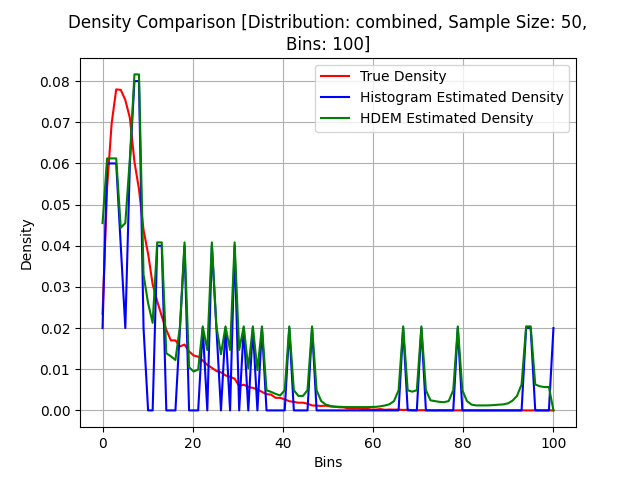 Density Comparison [Distribution: combined, Sample Size: 50,
Bins: 100]
True Density
Histogram Estimated Density
HDEM Estimated Density
Density
0.08
0.07
0.06
0.05
0.04
0.03
0.02
0.01
0.00
0 20 40 60 80 100
Bins